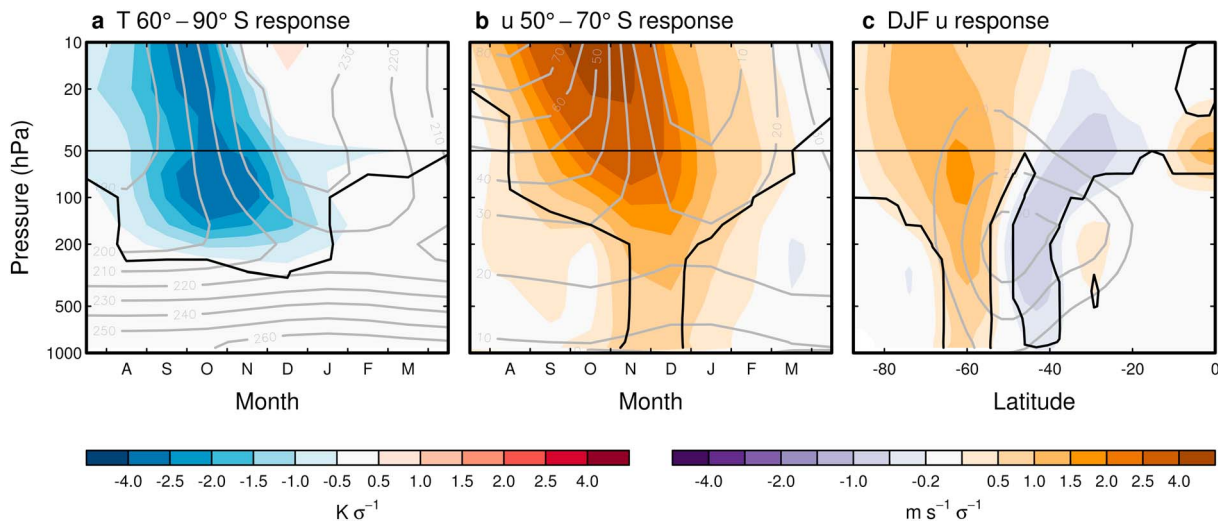 a T 60° – 90° S response
b u 50° – 70° S response
c DJF u response
Pressure (hPa)
10
20
50
100
200
500
1000
200
210
220
230
240
250
260
230
220
210
A S O N D J F M
Month
70
60
50
40
30
20
10
10
20
10
10
A S O N D J F M
Month
-80 -60 -40 -20 0
Latitude
-4.0 -2.5 -2.0 -1.5 -1.0 -0.5 0.5 1.0 1.5 2.0 2.5 4.0
K σ⁻¹
-4.0 -2.0 -1.0 -0.2 0.5 1.0 1.5 2.0 2.5 4.0
m s⁻¹ σ⁻¹